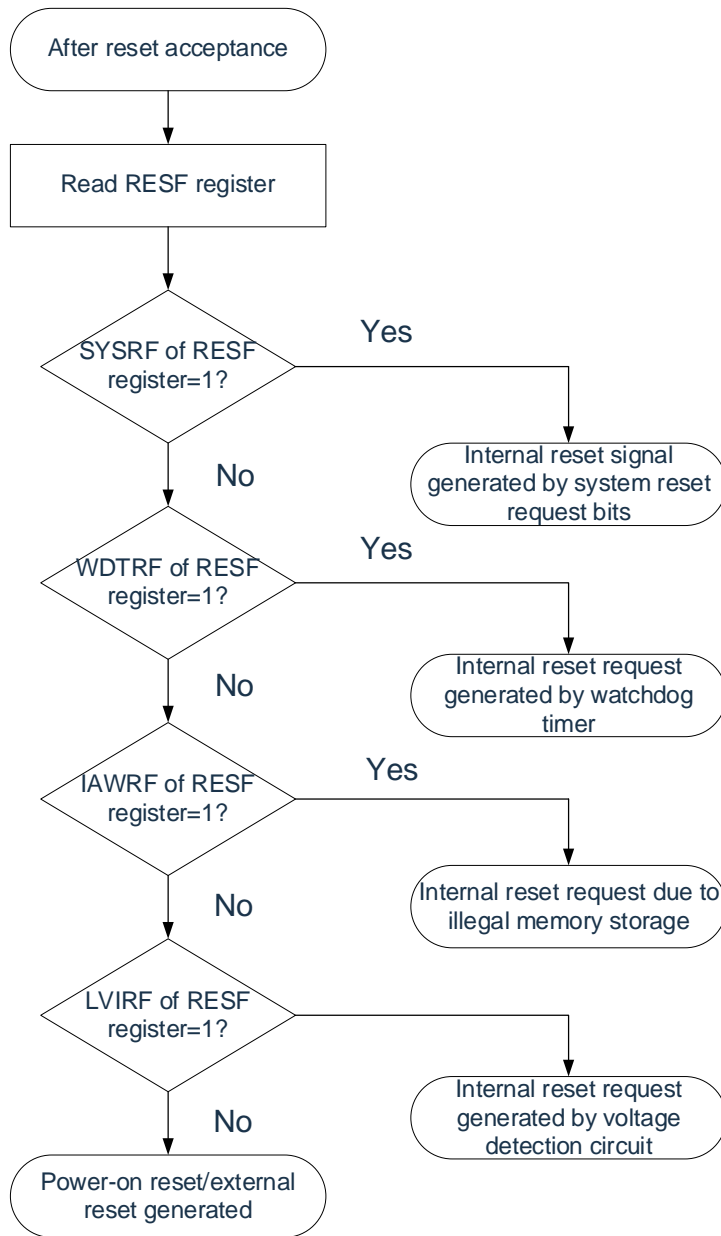 After reset acceptance
Read RESF register
SYSRF of RESF
register=1?
Yes
Internal reset signal
generated by system reset
request bits
No
WDTRF of RESF
register=1?
Yes
Internal reset request
generated by watchdog
timer
No
IAWRF of RESF
register=1?
Yes
Internal reset request due to
illegal memory storage
No
LVIRF of RESF
register=1?
Internal reset request
generated by voltage
detection circuit
No
Power-on reset/external
reset generated